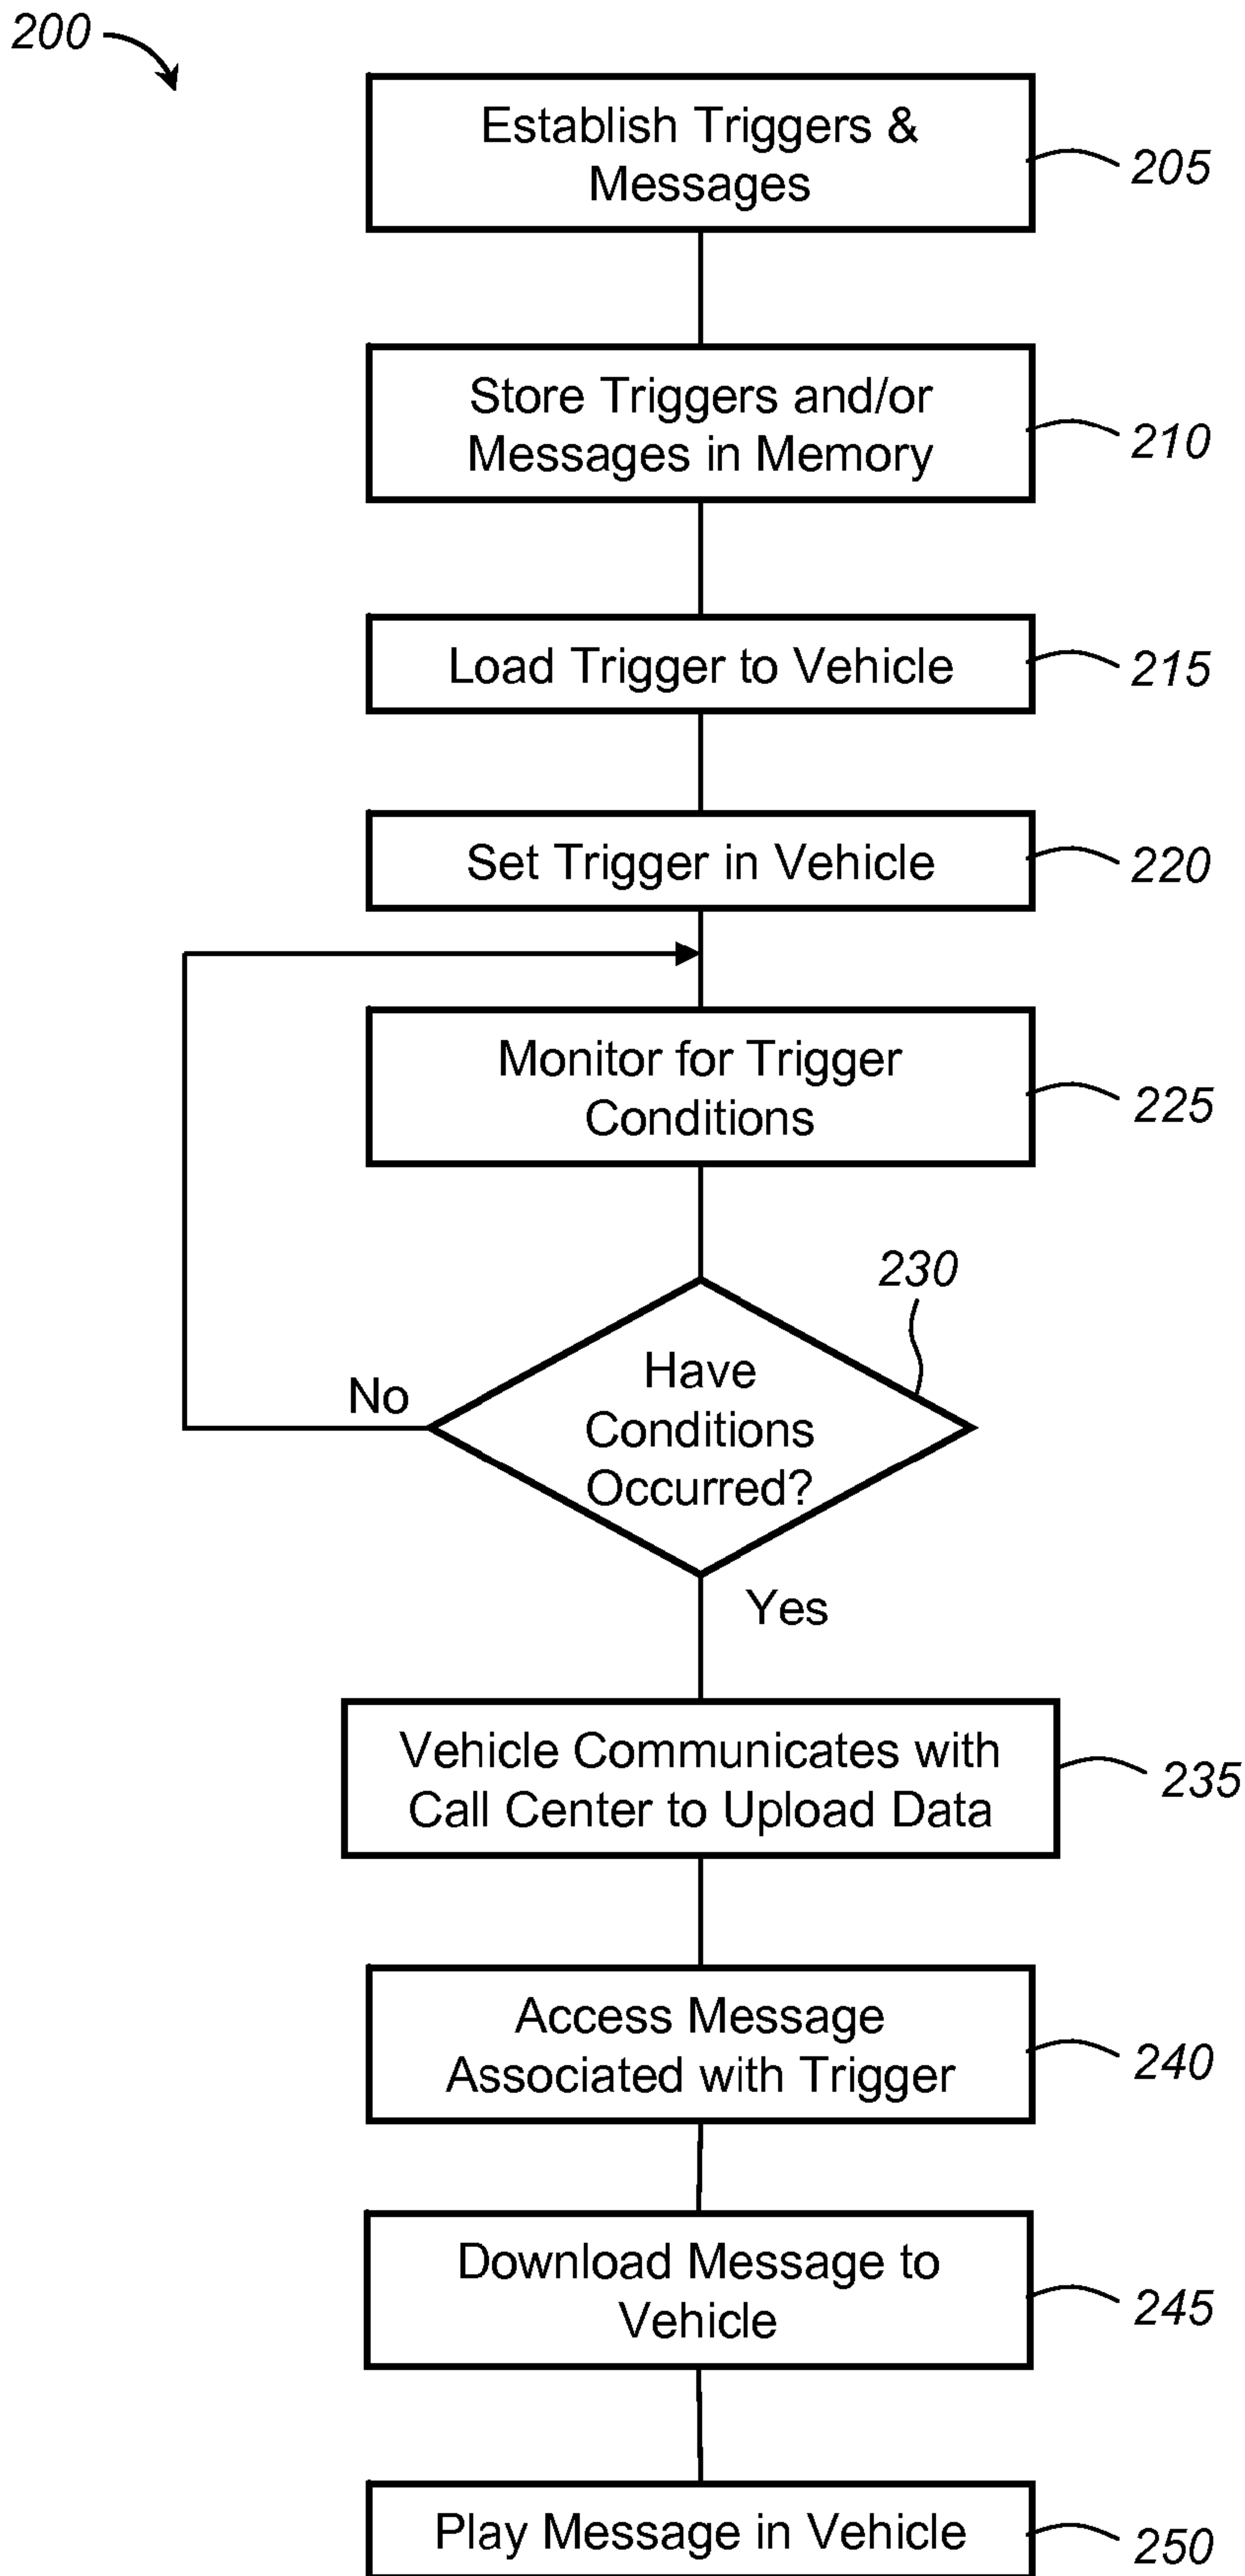 200
Establish Triggers &
Messages
205
Store Triggers and/or
Messages in Memory
210
Load Trigger to Vehicle
215
Set Trigger in Vehicle
220
Monitor for Trigger
Conditions
225
230
Have
Conditions
Occurred?
No
Yes
Vehicle Communicates with
Call Center to Upload Data
235
Access Message
Associated with Trigger
240
Download Message to
Vehicle
245
Play Message in Vehicle
250